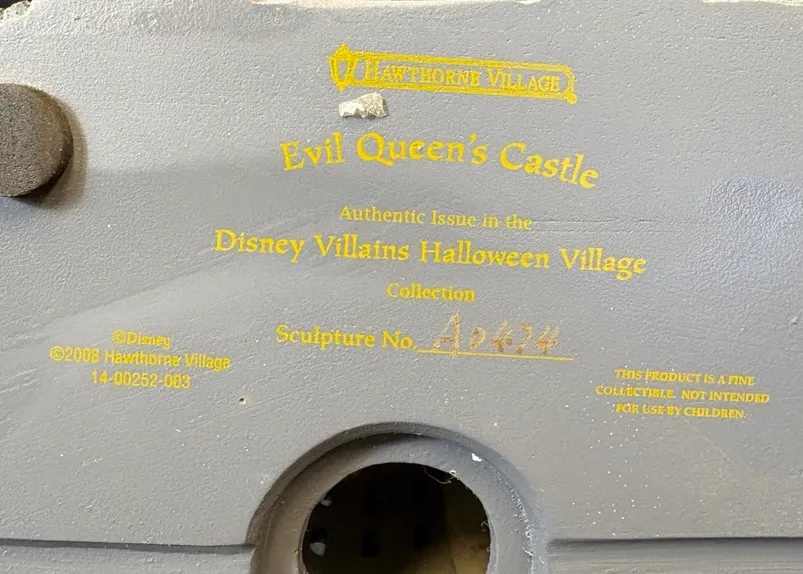 HAWTHORNE VILLAGE
Evil Queen's Castle
Authentic Issue in the
Disney Villains Halloween Village
Collection
Sculpture No.
©Disney
©2008 Hawthorne Village
14-00252-003
THIS PRODUCT IS A FINE
COLLECTIBLE. NOT INTENDED
FOR USE BY CHILDREN.